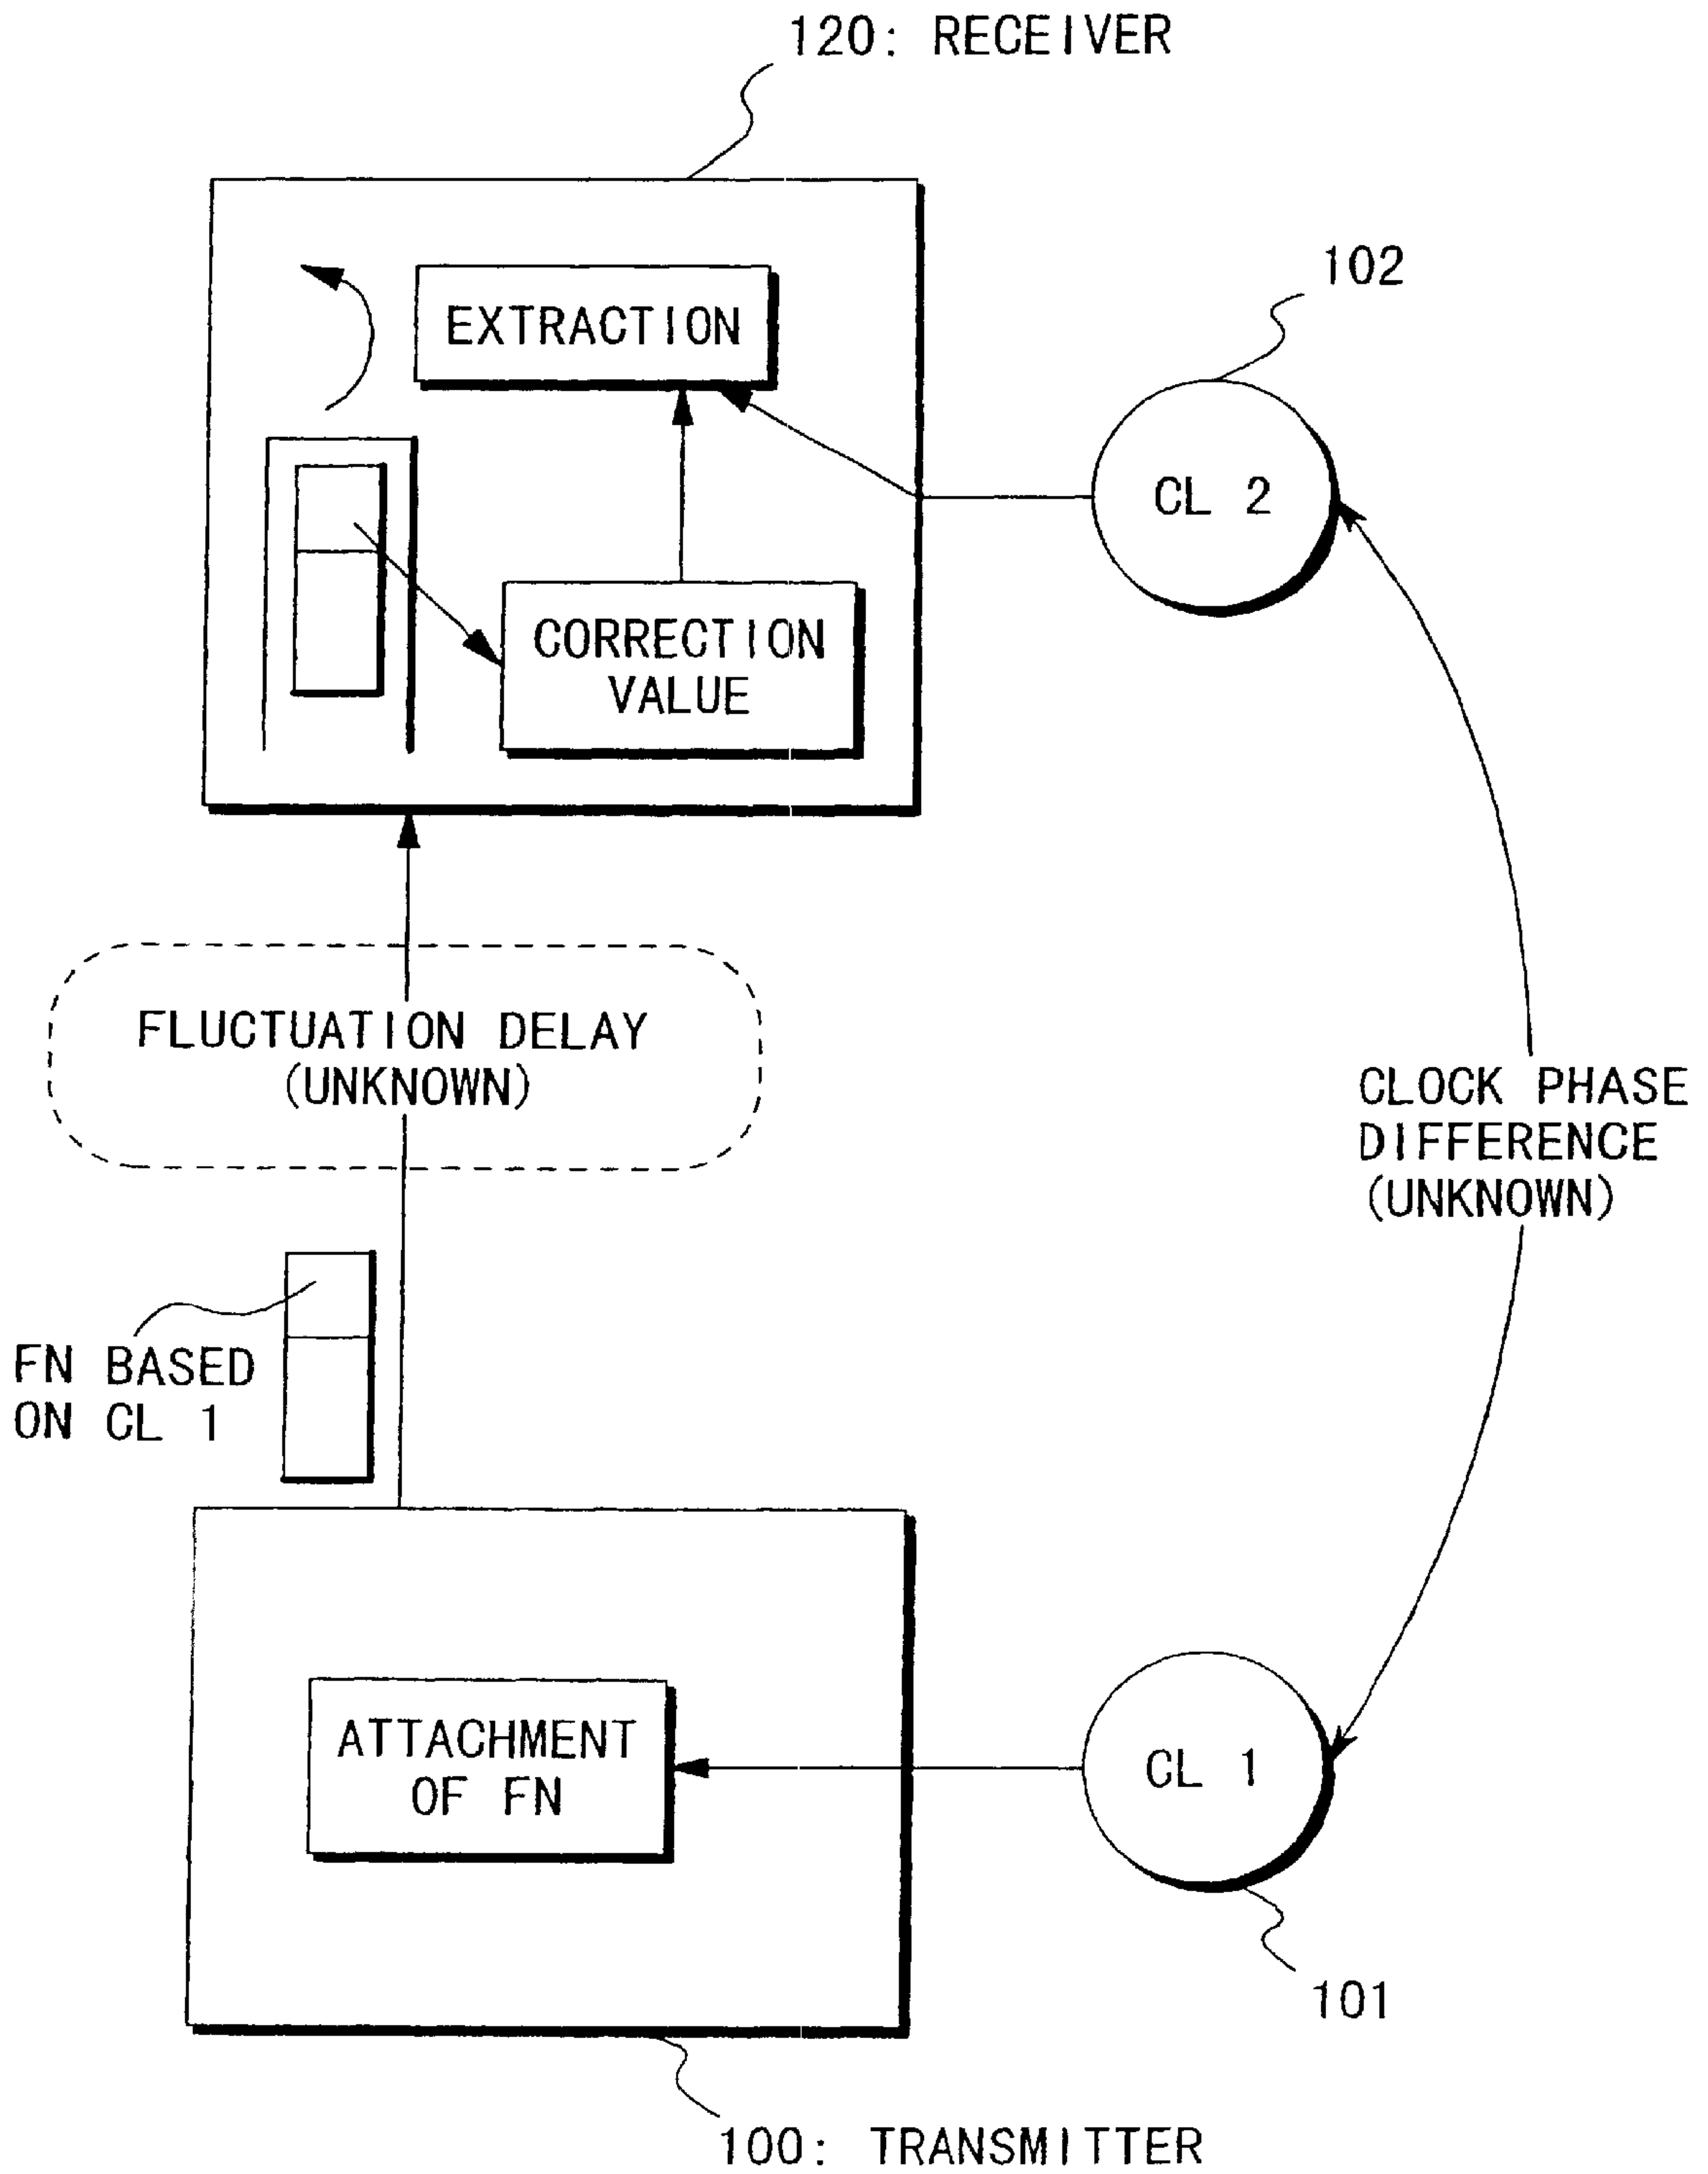 120: RECEIVER
102
EXTRACTION
CL 2
CORRECTION
VALUE
FLUCTUATION DELAY
(UNKNOWN)
CLOCK PHASE
DIFFERENCE
(UNKNOWN)
FN BASED
ON CL 1
ATTACHMENT
OF FN
CL 1
101
100: TRANSMITTER